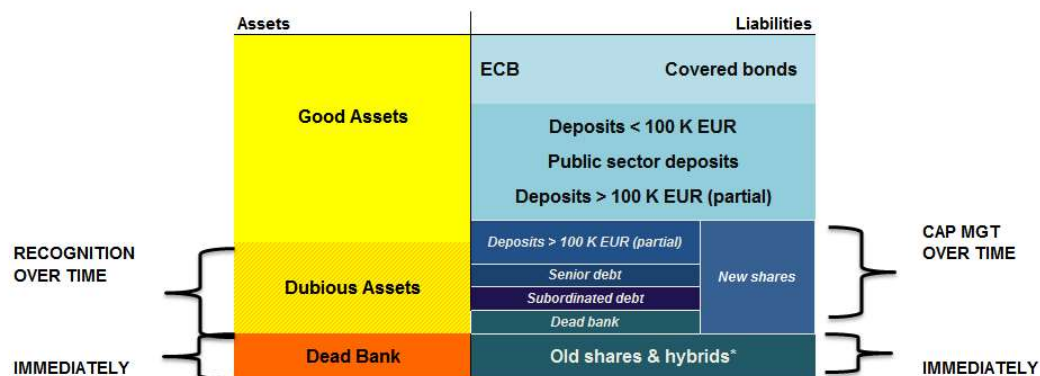 Assets
Liabilities
ECB
Covered bonds
Good Assets
Deposits < 100 K EUR
Public sector deposits
Deposits > 100 K EUR (partial)
RECOGNITION
OVER TIME
Dubious Assets
Deposits > 100 K EUR (partial)
Senior debt
Subordinated debt
Dead bank
New shares
CAP MGT
OVER TIME
IMMEDIATELY
Dead Bank
Old shares & hybrids*
IMMEDIATELY